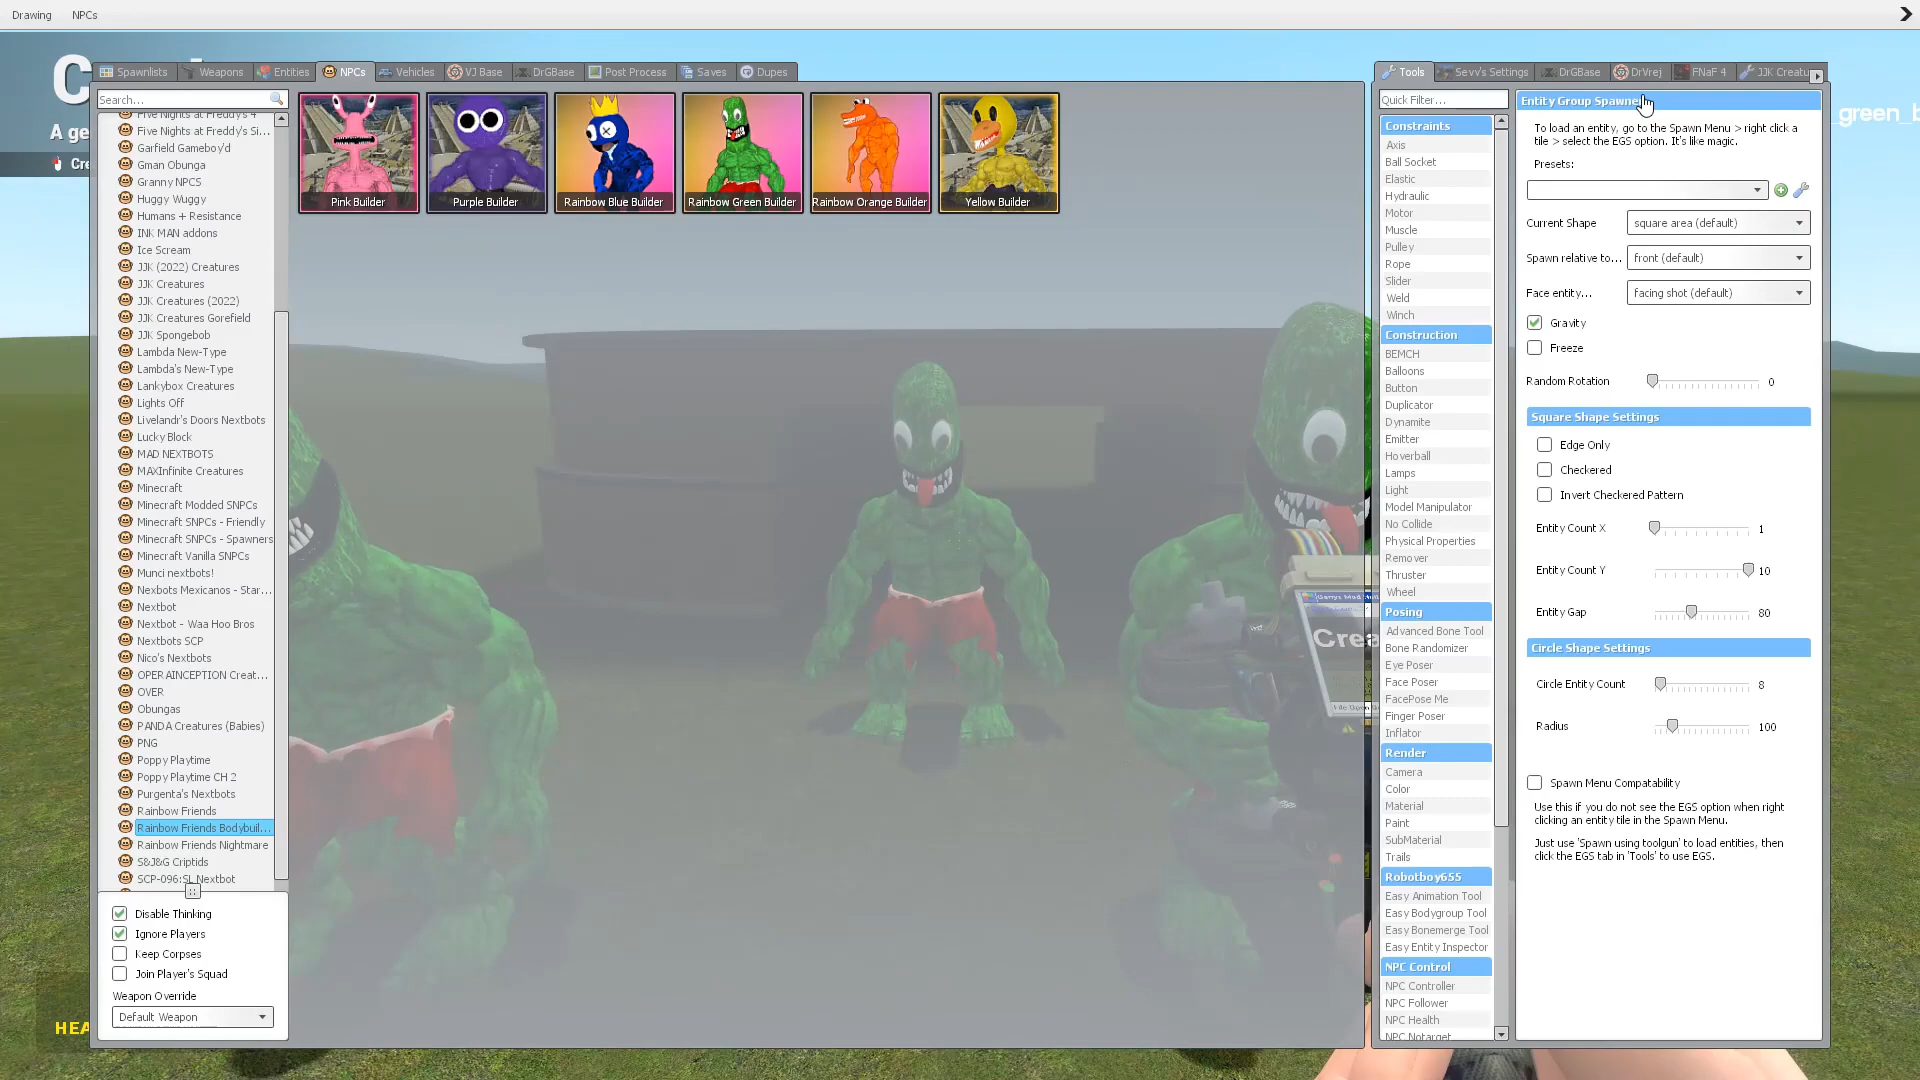 Drawing NPCs
Spawnlists Weapons Entities NPCs Vehicles VJ Base DrGBase Post Process Saves Dupes
Search...
Five Nights at Freddy's 4
Five Nights at Freddy's Si...
Garfield Gameboy'd
Gman Obunga
Granny NPCS
Huggy Wuggy
Humans + Resistance
INK MAN addons
Ice Scream
JJK (2022) Creatures
JJK Creatures
JJK Creatures (2022)
JJK Creatures Gorefield
JJK Spongebob
Lambda New-Type
Lambda's New-Type
Lankybox Creatures
Lights Off
Livelandr's Doors Nextbots
Lucky Block
MAD NEXTBOTS
MAXInfinite Creatures
Minecraft
Minecraft Modded SNPCs
Minecraft SNPCs - Friendly
Minecraft SNPCs - Spawners
Minecraft Vanilla SNPCs
Munci nextbots!
Nexbots Mexicanos - Star...
Nextbot
Nextbot - Waa Hoo Bros
Nextbots SCP
Nico's Nextbots
OPERAINCEPTION Creat...
OVER
Obungas
PANDA Creatures (Babies)
PNG
Poppy Playtime
Poppy Playtime CH 2
Purgenta's Nextbots
Rainbow Friends
Rainbow Friends Bodybuil...
Rainbow Friends Nightmare
S&J&G Criptids
SCP-096:SL Nextbot
Disable Thinking
Ignore Players
Keep Corpses
Join Player's Squad
Weapon Override
Default Weapon
Pink Builder
Purple Builder
Rainbow Blue Builder
Rainbow Green Builder
Rainbow Orange Builder
Yellow Builder
Tools Sevv's Settings DrGBase DrVrej FNaF 4 JJK Creatu
Quick Filter...
Constraints
Axis
Ball Socket
Elastic
Hydraulic
Motor
Muscle
Pulley
Rope
Slider
Weld
Winch
Construction
BEMCH
Balloons
Button
Duplicator
Dynamite
Emitter
Hoverball
Lamps
Light
Model Manipulator
No Collide
Physical Properties
Remover
Thruster
Wheel
Posing
Advanced Bone Tool
Bone Randomizer
Eye Poser
Face Poser
FacePose Me
Finger Poser
Inflator
Render
Camera
Color
Material
Paint
SubMaterial
Trails
Robotboy655
Easy Animation Tool
Easy Bodygroup Tool
Easy Bonemerge Tool
Easy Entity Inspector
NPC Control
NPC Controller
NPC Follower
NPC Health
NPC Notarget
Entity Group Spawne
To load an entity, go to the Spawn Menu > right click a
tile > select the EGS option. It's like magic.
Presets:
Current Shape square area (default)
Spawn relative to... front (default)
Face entity... facing shot (default)
Gravity
Freeze
Random Rotation 0
Square Shape Settings
Edge Only
Checkered
Invert Checkered Pattern
Entity Count X 1
Entity Count Y 10
Entity Gap 80
Circle Shape Settings
Circle Entity Count 8
Radius 100
Spawn Menu Compatability
Use this if you do not see the EGS option when right
clicking an entity tile in the Spawn Menu.
Just use 'Spawn using toolgun' to load entities, then
click the EGS tab in 'Tools' to use EGS.
C
A ge
Cre
HEA
Crea
green_b